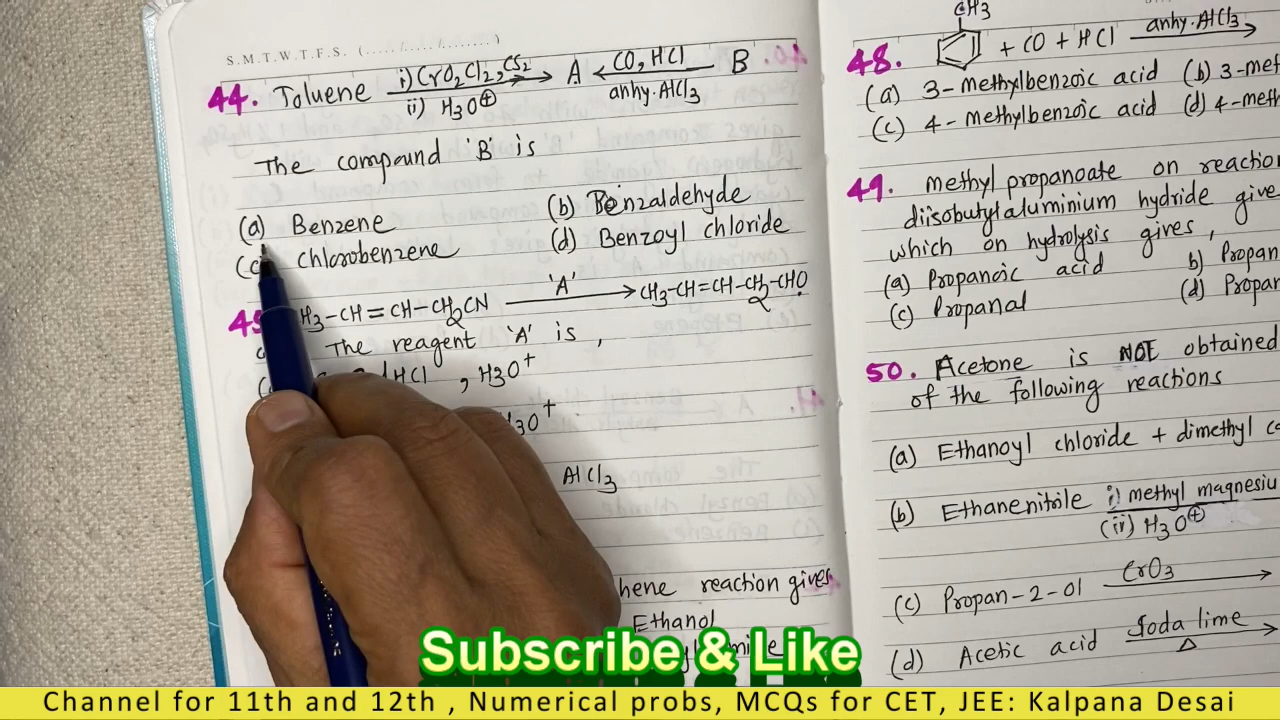 S.M.T.W.T.F.S. (...../...../........)
44. Toluene i) CrO2Cl2, CS2 ii) H3O⊕ → A ← CO, HCl anhy. AlCl3 B
The compound 'B' is
(a) Benzene (b) Benzaldehyde
(c) chlorobenzene (d) Benzoyl chloride
H3-CH=CH-CH2CN 'A' → CH3-CH=CH-CH2-CHO
The reagent 'A' is ,
HCl , H3O+
H3O+
AlCl3
reaction gives
Ethanol
CH3
48. + CO + HCl anhy. AlCl3 →
(a) 3-methylbenzoic acid (b) 3-met
(c) 4-methylbenzoic acid (d) 4-meth
49. methyl propanoate on reaction
diisobutylaluminium hydride give
which on hydrolysis gives,
(a) Propanoic acid b) Propan
(c) Propanal (d) Propan
50. Acetone is NOT obtained
of the following reactions
(a) Ethanoyl chloride + dimethyl ca
(b) Ethanenitrile i) methyl magnesiu (ii) H3O⊕
(c) Propan-2-ol CrO3 →
(d) Acetic acid Soda lime Δ →
Subscribe & Like
Channel for 11th and 12th , Numerical probs, MCQs for CET, JEE: Kalpana Desai